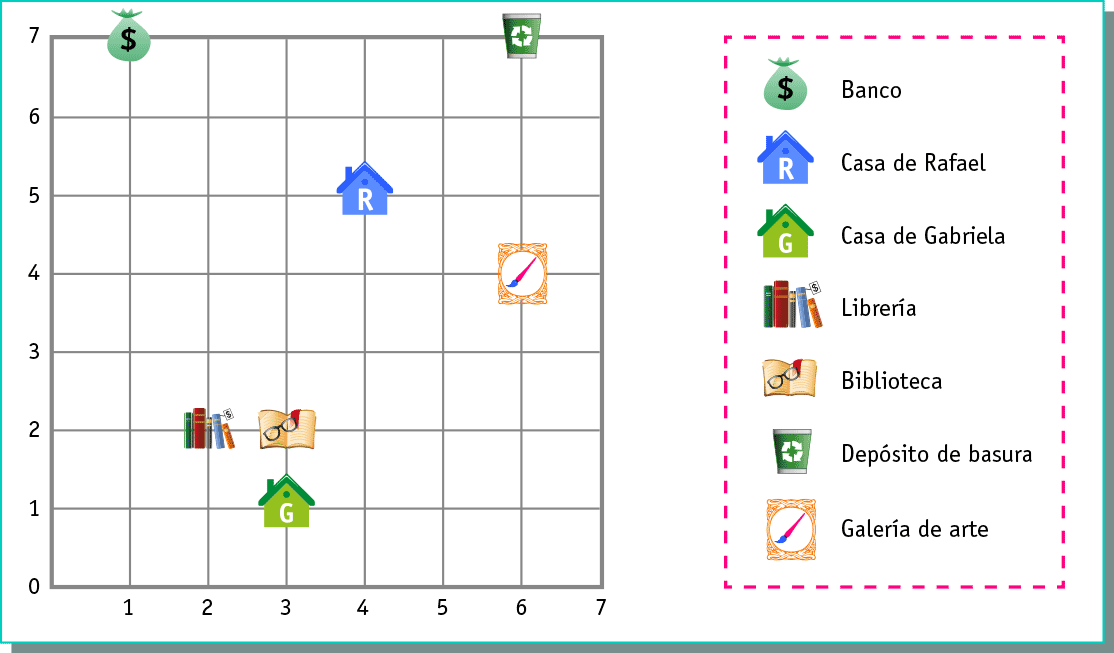 7
$
6
5
R
4
3
2
$
1
G
0
1 2 3 4 5 6 7
$ Banco
R Casa de Rafael
G Casa de Gabriela
$ Librería
Biblioteca
Depósito de basura
Galería de arte